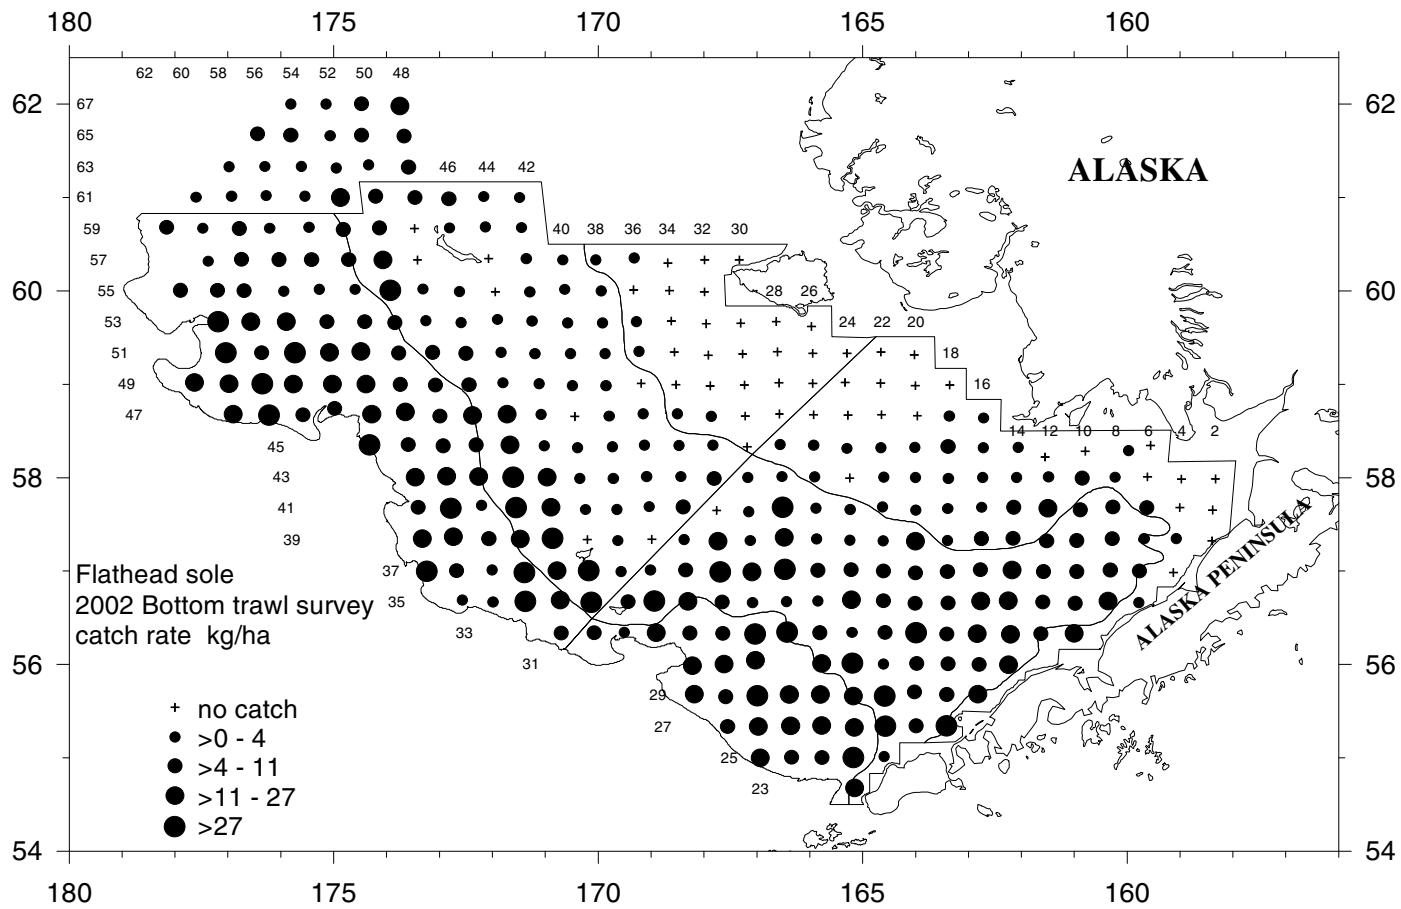 180 175 170 165 160
62 60 58 56 54 52 50 48
62 67 62
65
63 46 44 42
ALASKA
61
59 40 38 36 34 32 30
57
60 55 28 26 60
53 24 22 20
51 18
49 16
47 14 12 10 8 6 4 2
45
58 43 58
41
39
ALASKA PENINSULA
Flathead sole
37
2002 Bottom trawl survey
35
catch rate kg/ha
33
56 31 56
29
no catch
27
>0 - 4
25
>4 - 11
23
>11 - 27
>27
54 54
180 175 170 165 160